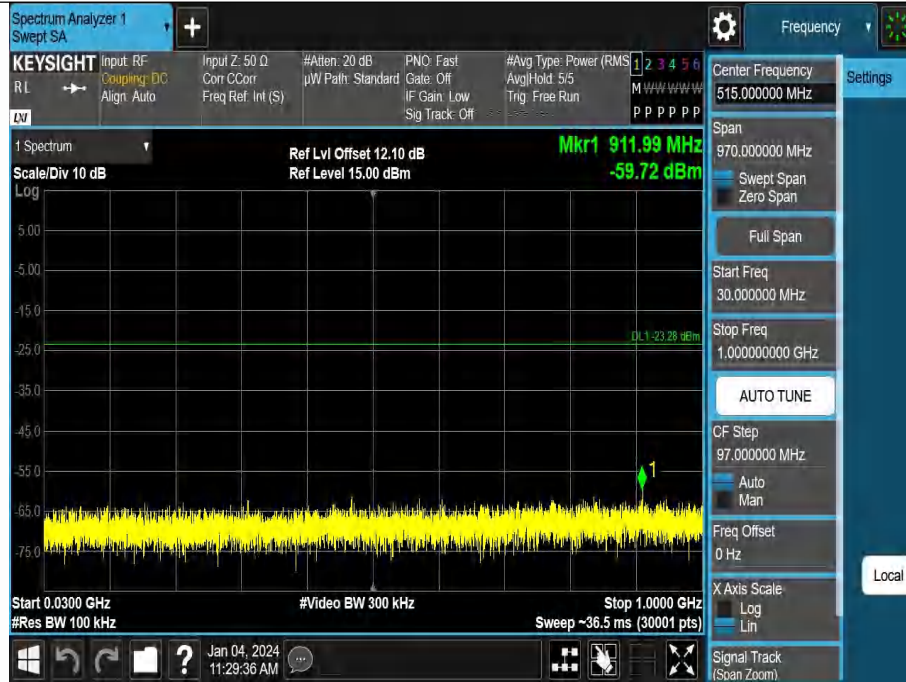 Spectrum Analyzer 1
Swept SA
+
Frequency
KEYSIGHT
Input: RF
Coupling: DC
Align: Auto
Input Z: 50 Ω
Corr CCorr
Freq Ref: Int (S)
#Atten: 20 dB
µW Path: Standard
PNO: Fast
Gate: Off
IF Gain: Low
Sig Track: Off
#Avg Type: Power (RMS
Avg|Hold: 5/5
Trig: Free Run
1 2 3 4 5 6
M W W W W W
P P P P P P
RL
LXI
1 Spectrum
Scale/Div 10 dB
Ref Lvl Offset 12.10 dB
Ref Level 15.00 dBm
Mkr1 911.99 MHz
-59.72 dBm
Log
5.00
-5.00
-15.0
DL1 -23.28 dBm
-25.0
-35.0
-45.0
-55.0
1
-65.0
-75.0
Start 0.0300 GHz
#Video BW 300 kHz
Stop 1.0000 GHz
#Res BW 100 kHz
Sweep ~36.5 ms (30001 pts)
?
Jan 04, 2024
11:29:36 AM
Center Frequency
515.000000 MHz
Settings
Span
970.000000 MHz
Swept Span
Zero Span
Full Span
Start Freq
30.000000 MHz
Stop Freq
1.000000000 GHz
AUTO TUNE
CF Step
97.000000 MHz
Auto
Man
Freq Offset
0 Hz
Local
X Axis Scale
Log
Lin
Signal Track
(Span Zoom)